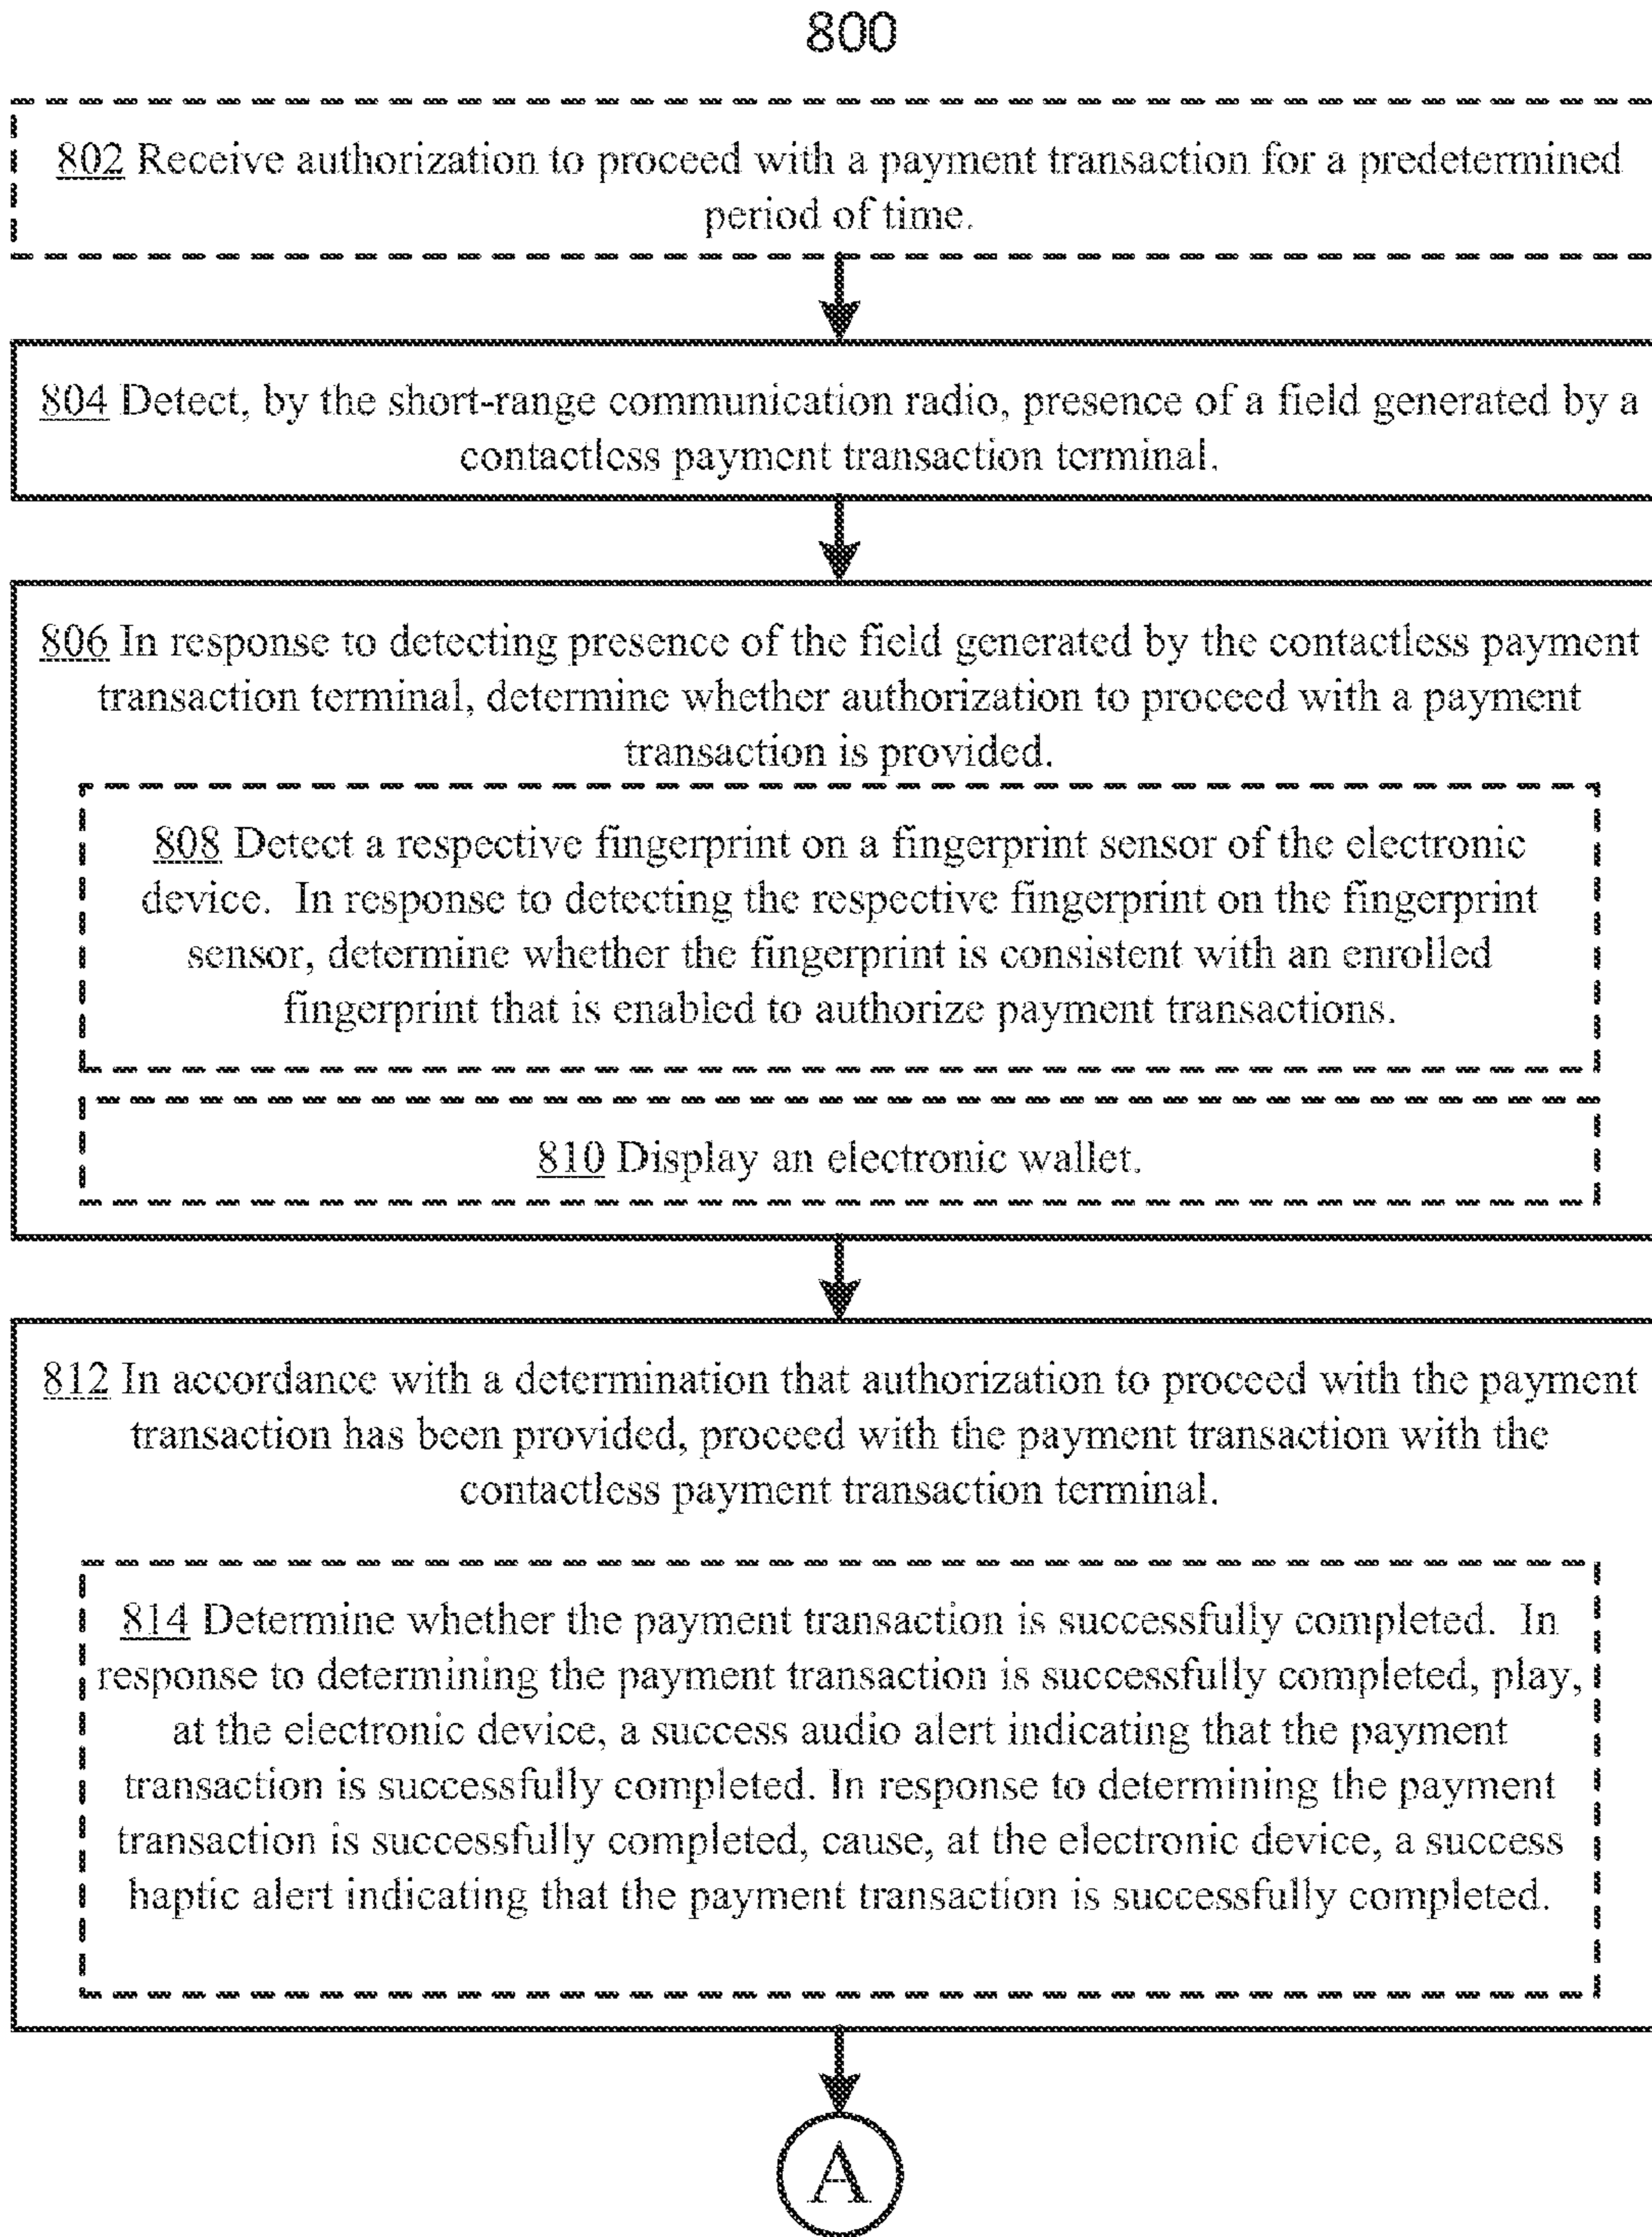 800
802 Receive authorization to proceed with a payment transaction for a predetermined
period of time.
804 Detect, by the short-range communication radio, presence of a field generated by a
contactless payment transaction terminal.
806 In response to detecting presence of the field generated by the contactless payment
transaction terminal, determine whether authorization to proceed with a payment
transaction is provided.
808 Detect a respective fingerprint on a fingerprint sensor of the electronic
device.  In response to detecting the respective fingerprint on the fingerprint
sensor, determine whether the fingerprint is consistent with an enrolled
fingerprint that is enabled to authorize payment transactions.
810 Display an electronic wallet.
812 In accordance with a determination that authorization to proceed with the payment
transaction has been provided, proceed with the payment transaction with the
contactless payment transaction terminal.
814 Determine whether the payment transaction is successfully completed.  In
response to determining the payment transaction is successfully completed, play,
at the electronic device, a success audio alert indicating that the payment
transaction is successfully completed. In response to determining the payment
transaction is successfully completed, cause, at the electronic device, a success
haptic alert indicating that the payment transaction is successfully completed.
A